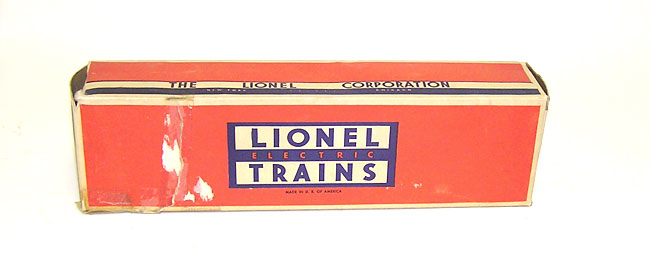 THE LIONEL CORPORATION
NEW YORK CHICAGO
LIONEL
ELECTRIC
TRAINS
MADE IN U. S. OF AMERICA